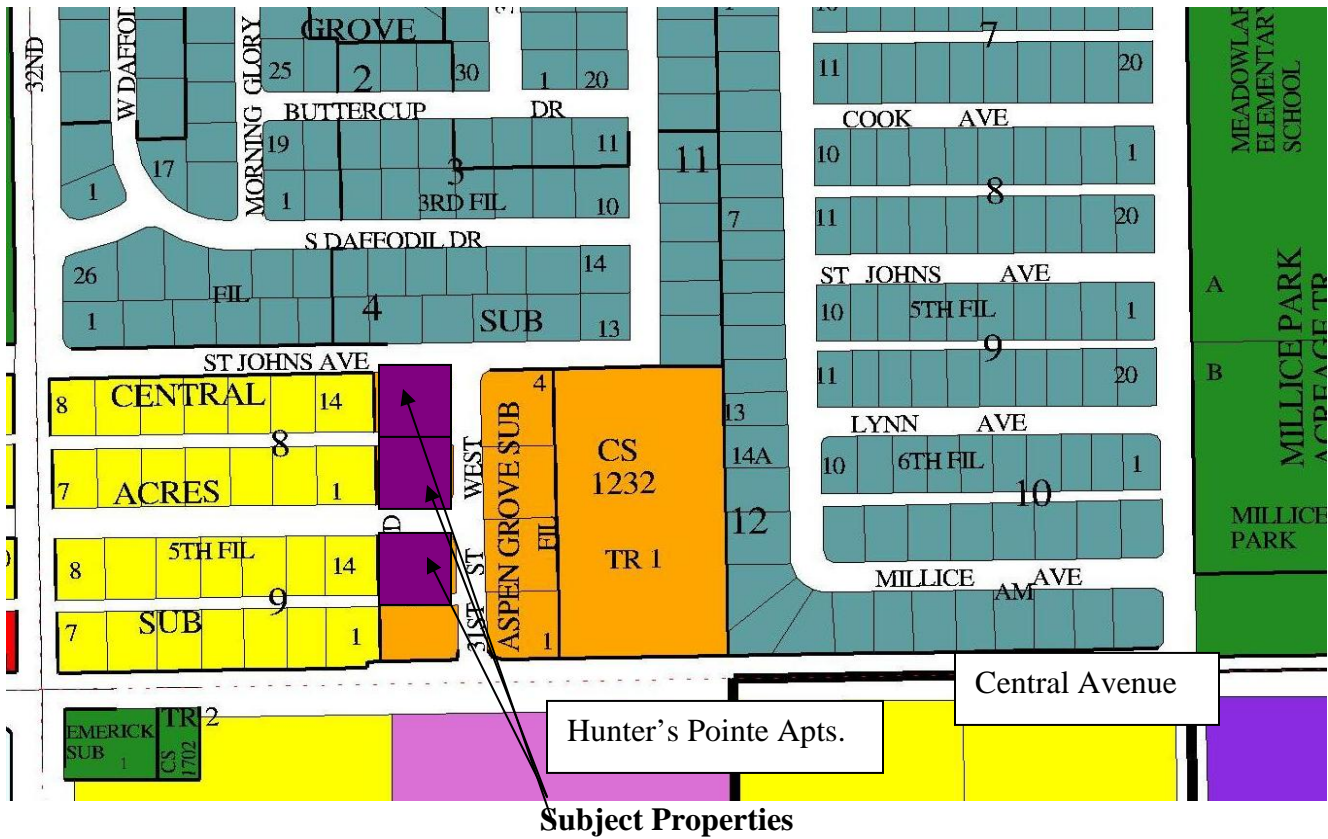 32ND
W DAFFOD
MORNING GLORY
GROVE
25
2
30
1
20
7
11
20
MEADOWLAR
ELEMENTARY
SCHOOL
BUTTERCUP DR
COOK AVE
19
11
3
17
1
1
3RD FIL
10
11
7
10
1
8
11
20
S DAFFODIL DR
26
14
FIL
4
1
SUB
13
ST JOHNS AVE
10
5TH FIL
1
9
A
B
MILLICE PARK
ACREAGE TR
ST JOHNS AVE
8
CENTRAL
14
8
7
ACRES
1
4
ASPEN GROVE SUB
FIL
CS
1232
TR 1
WEST
31ST ST
D
11
20
13
14A
12
LYNN AVE
10
6TH FIL
1
10
MILLICE
PARK
8
5TH FIL
14
9
7
SUB
1
1
MILLICE AVE
AM
Central Avenue
Hunter's Pointe Apts.
EMERICK
SUB 1
TR 2
CS
1702
Subject Properties